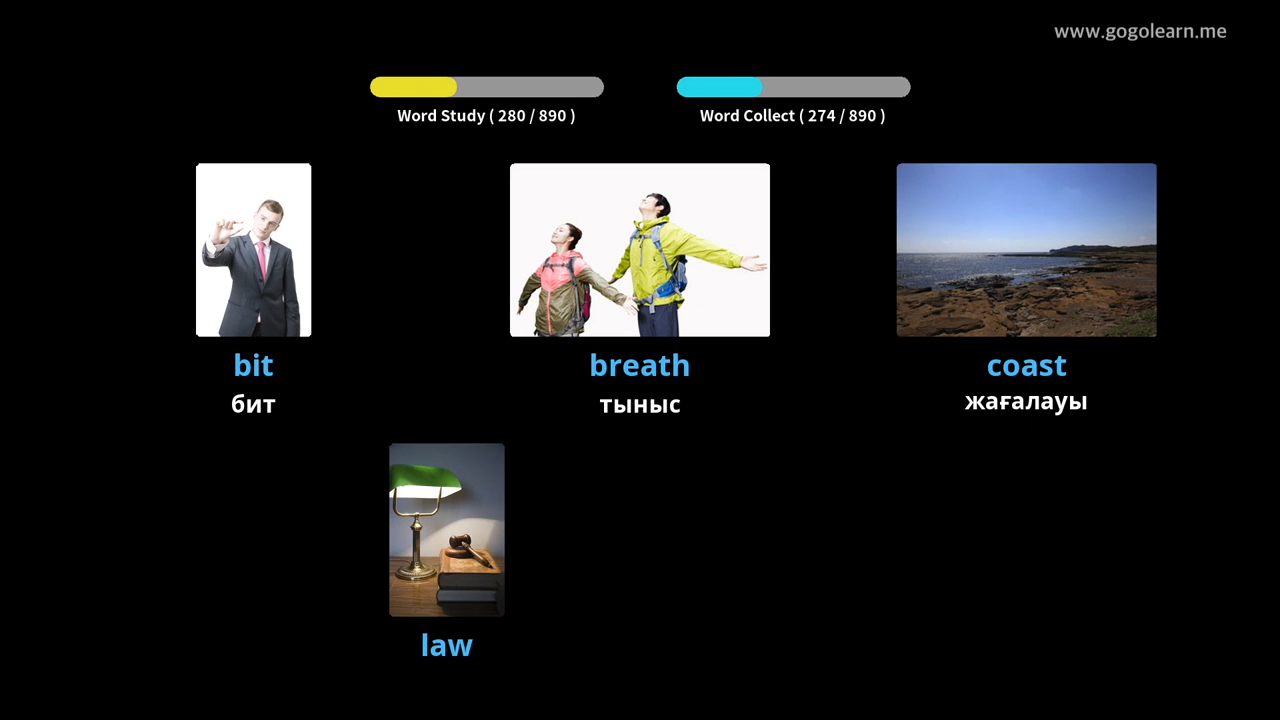 www.gogolearn.me
Word Study ( 280 / 890 )
Word Collect ( 274 / 890 )
bit
breath
coast
бит
тыныс
жағалауы
law